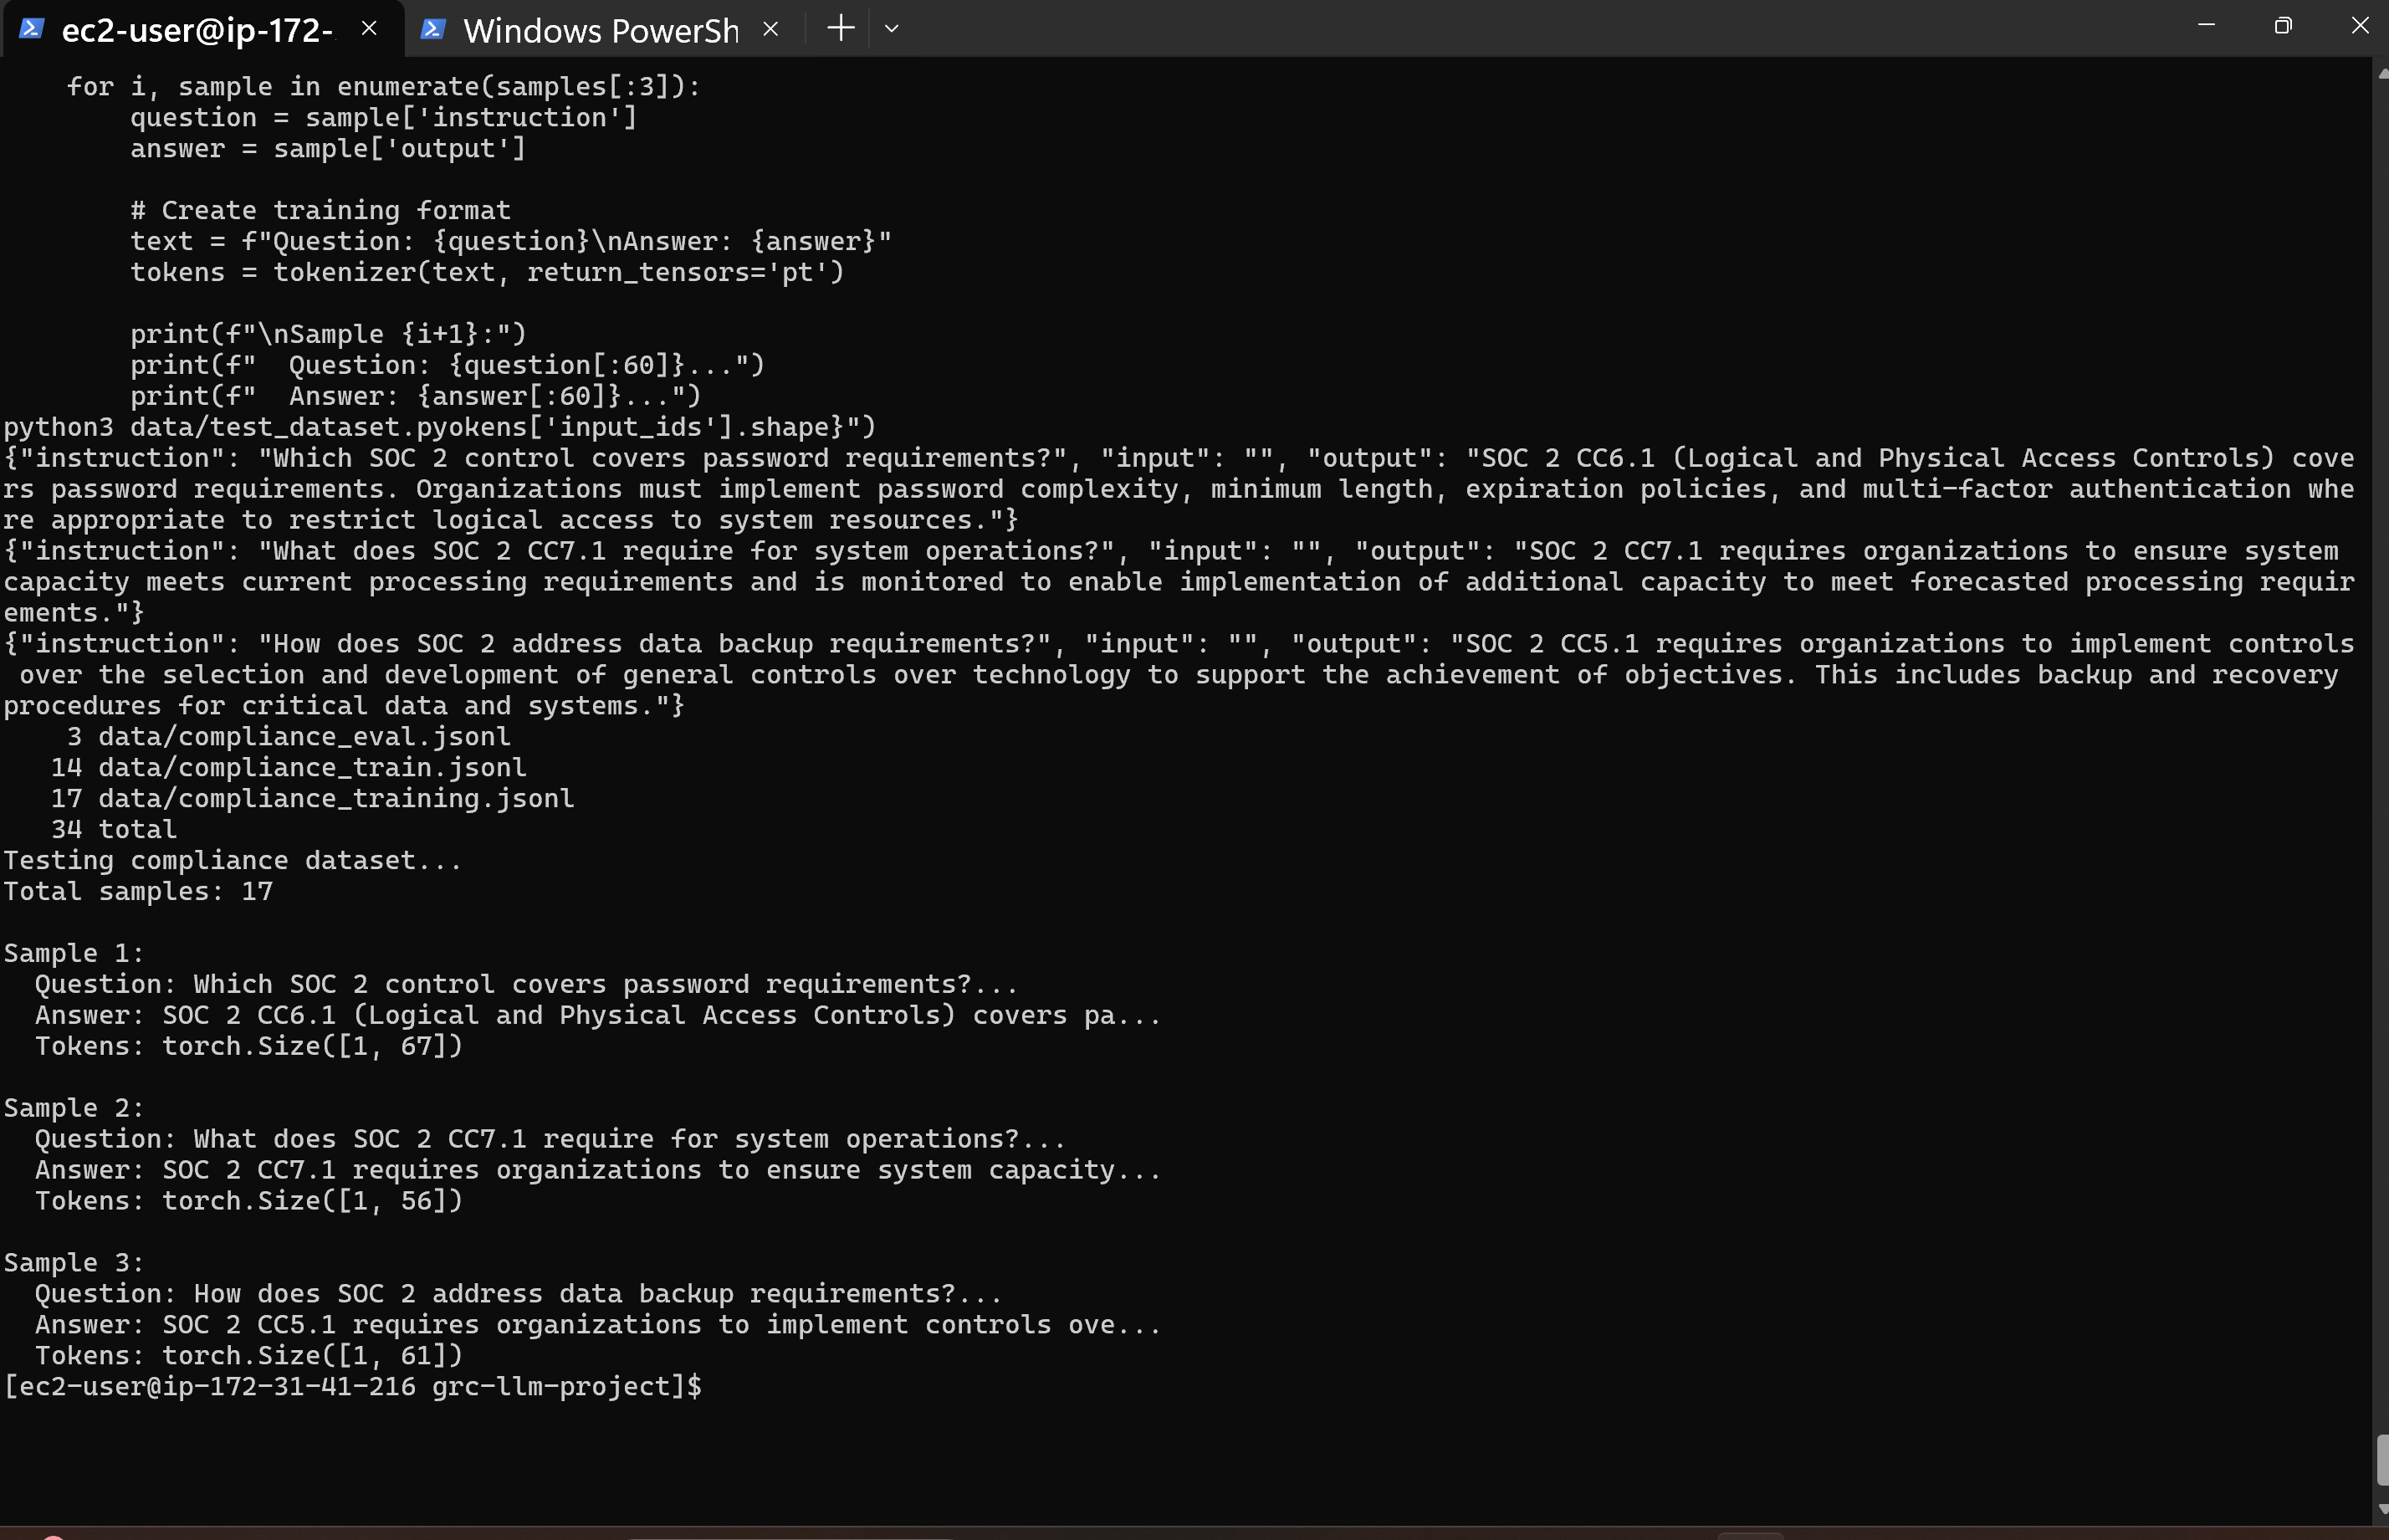 ec2-user@ip-172-
Windows PowerSh
    for i, sample in enumerate(samples[:3]):
        question = sample['instruction']
        answer = sample['output']

        # Create training format
        text = f"Question: {question}\nAnswer: {answer}"
        tokens = tokenizer(text, return_tensors='pt')

        print(f"\nSample {i+1}:")
        print(f"  Question: {question[:60]}...")
        print(f"  Answer: {answer[:60]}...")
python3 data/test_dataset.pyokens['input_ids'].shape}")
{"instruction": "Which SOC 2 control covers password requirements?", "input": "", "output": "SOC 2 CC6.1 (Logical and Physical Access Controls) cove
rs password requirements. Organizations must implement password complexity, minimum length, expiration policies, and multi-factor authentication whe
re appropriate to restrict logical access to system resources."}
{"instruction": "What does SOC 2 CC7.1 require for system operations?", "input": "", "output": "SOC 2 CC7.1 requires organizations to ensure system
capacity meets current processing requirements and is monitored to enable implementation of additional capacity to meet forecasted processing requir
ements."}
{"instruction": "How does SOC 2 address data backup requirements?", "input": "", "output": "SOC 2 CC5.1 requires organizations to implement controls
 over the selection and development of general controls over technology to support the achievement of objectives. This includes backup and recovery
procedures for critical data and systems."}
    3 data/compliance_eval.jsonl
   14 data/compliance_train.jsonl
   17 data/compliance_training.jsonl
   34 total
Testing compliance dataset...
Total samples: 17

Sample 1:
  Question: Which SOC 2 control covers password requirements?...
  Answer: SOC 2 CC6.1 (Logical and Physical Access Controls) covers pa...
  Tokens: torch.Size([1, 67])

Sample 2:
  Question: What does SOC 2 CC7.1 require for system operations?...
  Answer: SOC 2 CC7.1 requires organizations to ensure system capacity...
  Tokens: torch.Size([1, 56])

Sample 3:
  Question: How does SOC 2 address data backup requirements?...
  Answer: SOC 2 CC5.1 requires organizations to implement controls ove...
  Tokens: torch.Size([1, 61])
[ec2-user@ip-172-31-41-216 grc-llm-project]$